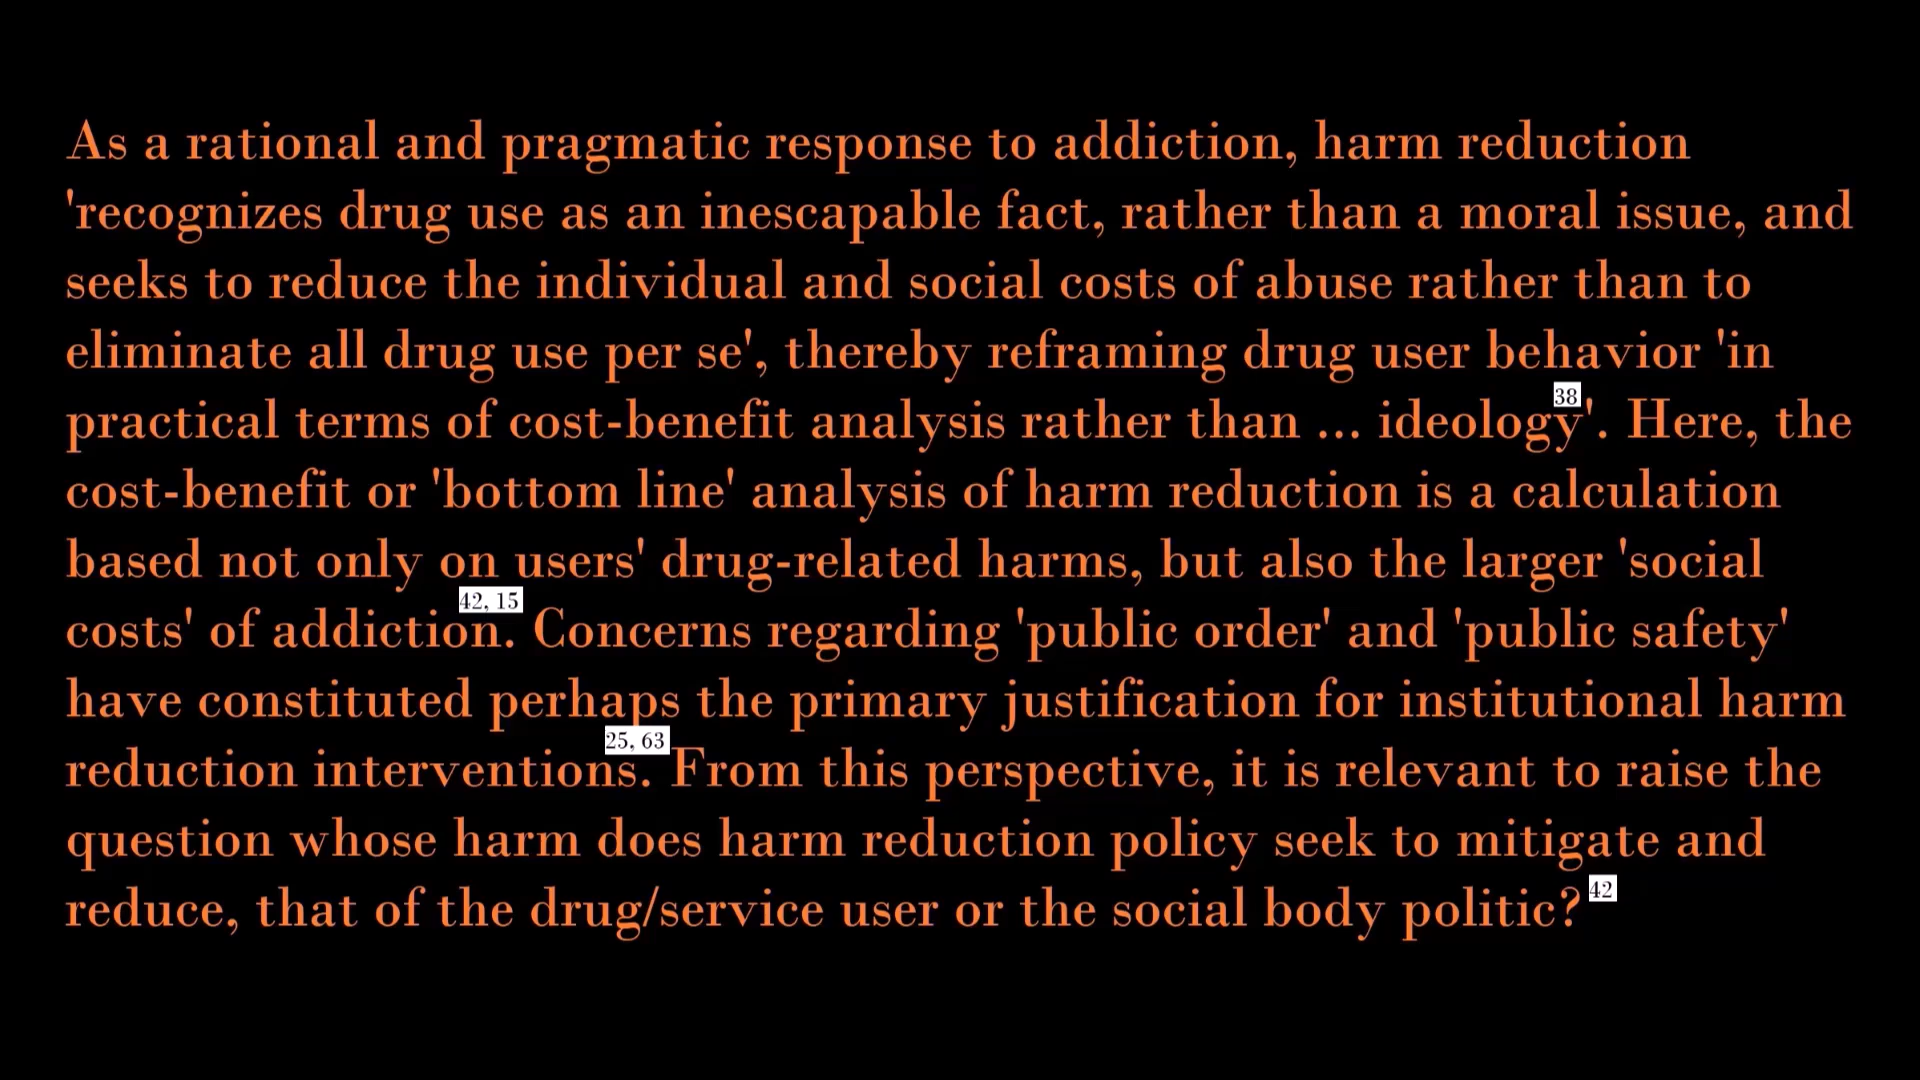 As a rational and pragmatic response to addiction, harm reduction
'recognizes drug use as an inescapable fact, rather than a moral issue, and
seeks to reduce the individual and social costs of abuse rather than to
eliminate all drug use per se', thereby reframing drug user behavior 'in
practical terms of cost-benefit analysis rather than ... ideology'. 38 Here, the
cost-benefit or 'bottom line' analysis of harm reduction is a calculation
based not only on users' drug-related harms, but also the larger 'social
costs' of addiction. 42, 15 Concerns regarding 'public order' and 'public safety'
have constituted perhaps the primary justification for institutional harm
reduction interventions. 25, 63 From this perspective, it is relevant to raise the
question whose harm does harm reduction policy seek to mitigate and
reduce, that of the drug/service user or the social body politic? 42